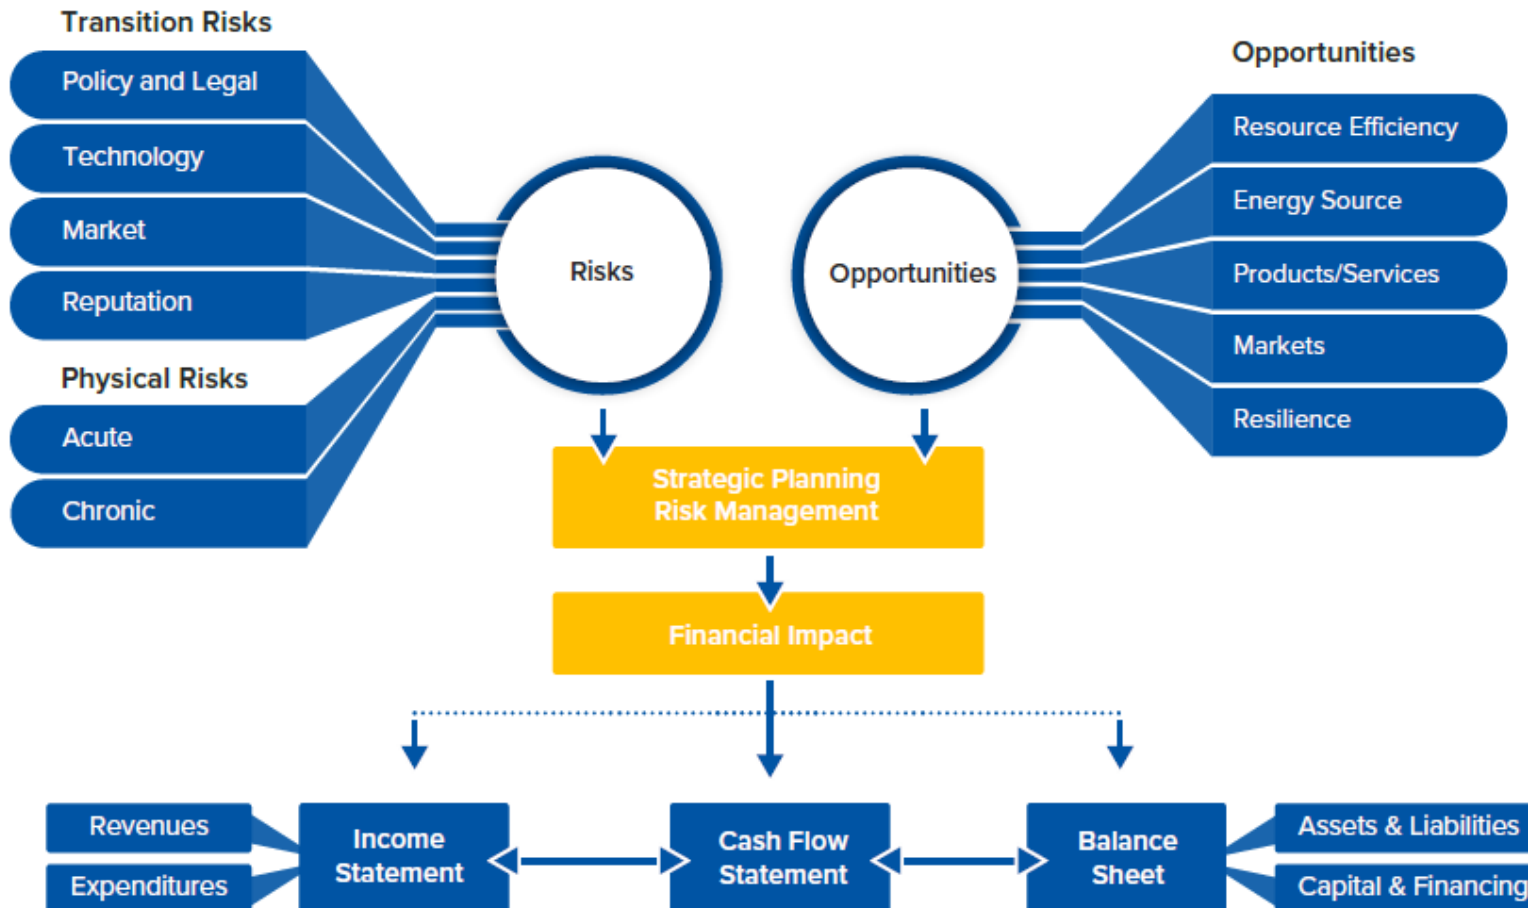 Transition Risks
Policy and Legal
Technology
Market
Reputation
Physical Risks
Acute
Chronic
Risks
Opportunities
Opportunities
Resource Efficiency
Energy Source
Products/Services
Markets
Resilience
Strategic Planning
Risk Management
Financial Impact
Revenues
Expenditures
Income
Statement
Cash Flow
Statement
Balance
Sheet
Assets & Liabilities
Capital & Financing